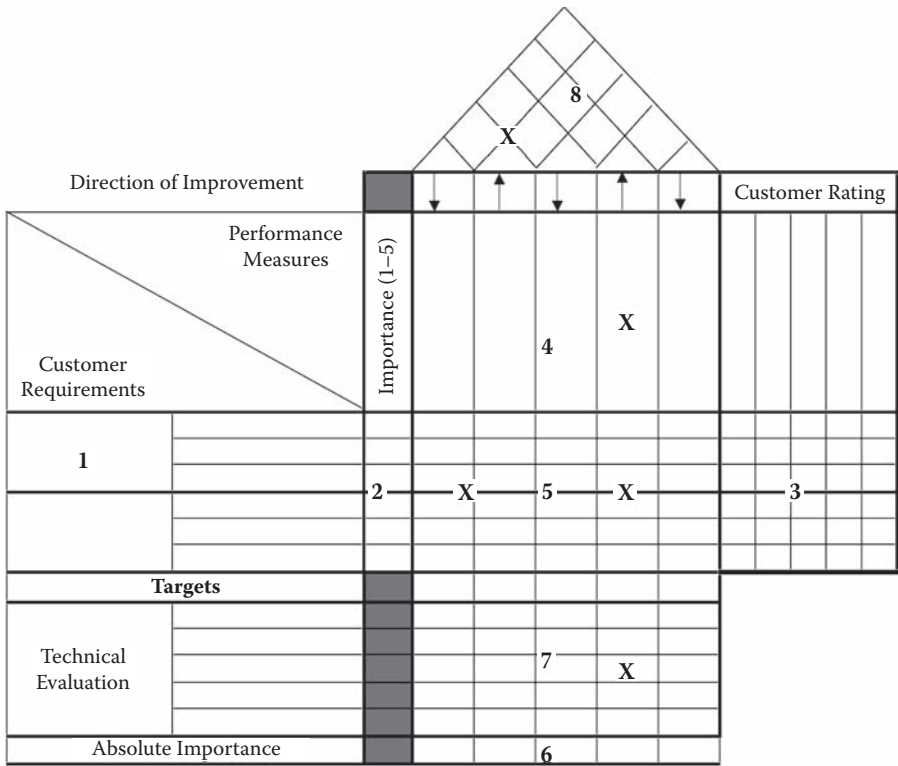 8
X
Direction of Improvement
Customer Rating
Performance
Measures
Importance (1–5)
X
4
Customer
Requirements
1
2
X
5
X
3
Targets
Technical
Evaluation
7
X
Absolute Importance
6